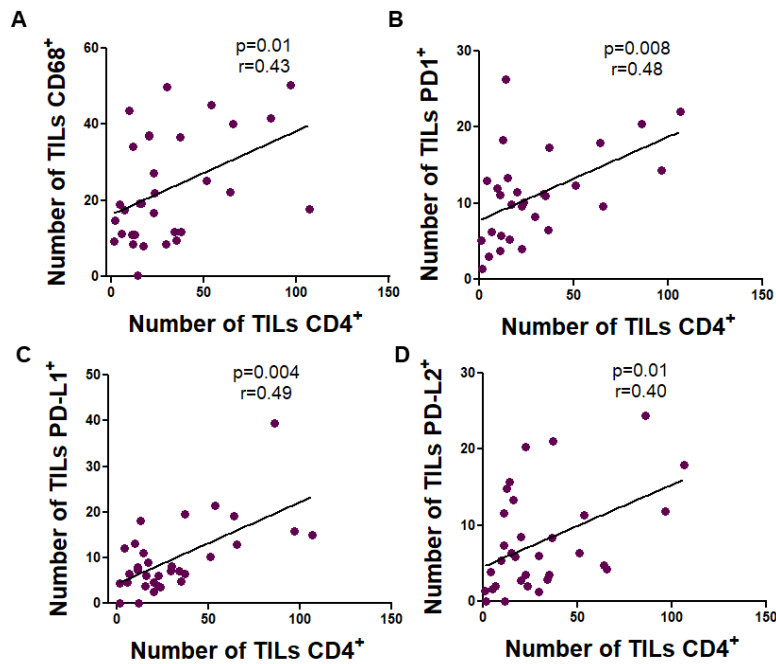 A
p=0.01
r=0.43
Number of TILs CD68+
60
40
20
0
0
50
100
150
Number of TILs CD4+
B
p=0.008
r=0.48
Number of TILs PD1+
30
20
10
0
0
50
100
150
Number of TILs CD4+
C
p=0.004
r=0.49
Number of TILs PD-L1+
50
40
30
20
10
0
0
50
100
150
Number of TILs CD4+
D
p=0.01
r=0.40
Number of TILs PD-L2+
30
20
10
0
0
50
100
150
Number of TILs CD4+